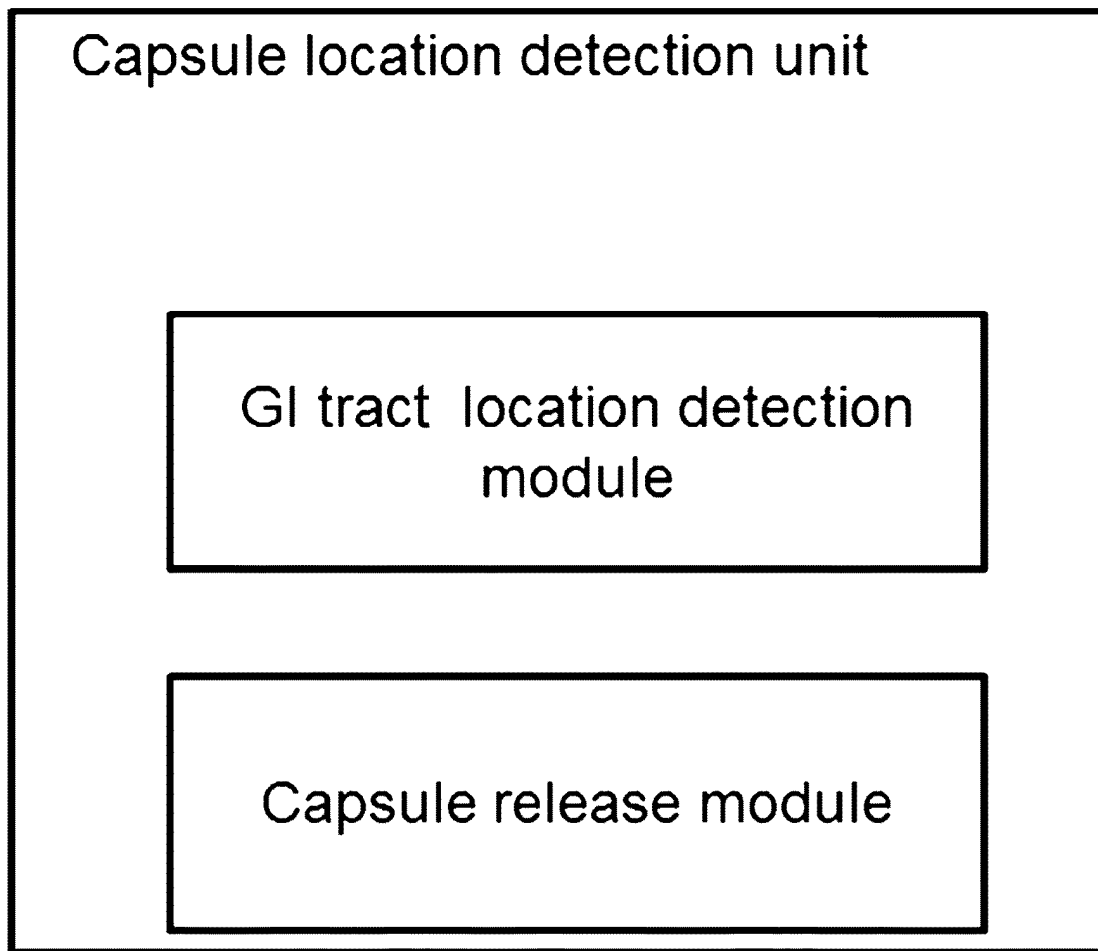 Capsule location detection unit
GI tract  location detection
module
Capsule release module